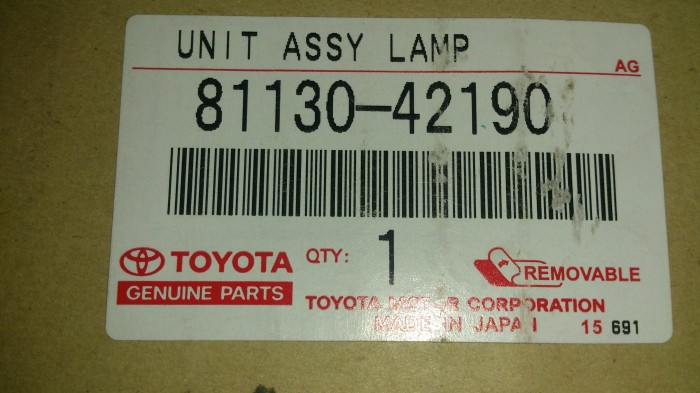 UNIT ASSY LAMP
AG
81130-42190
TOYOTA
GENUINE PARTS
QTY: 1
REMOVABLE
TOYOTA MOTOR CORPORATION
MADE IN JAPAN
15 691